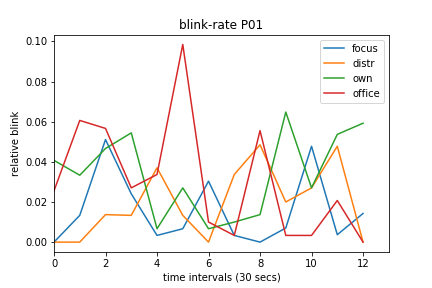 blink-rate P01
relative blink
0.10
0.08
0.06
0.04
0.02
0.00
focus
distr
own
office
0 2 4 6 8 10 12
time intervals (30 secs)